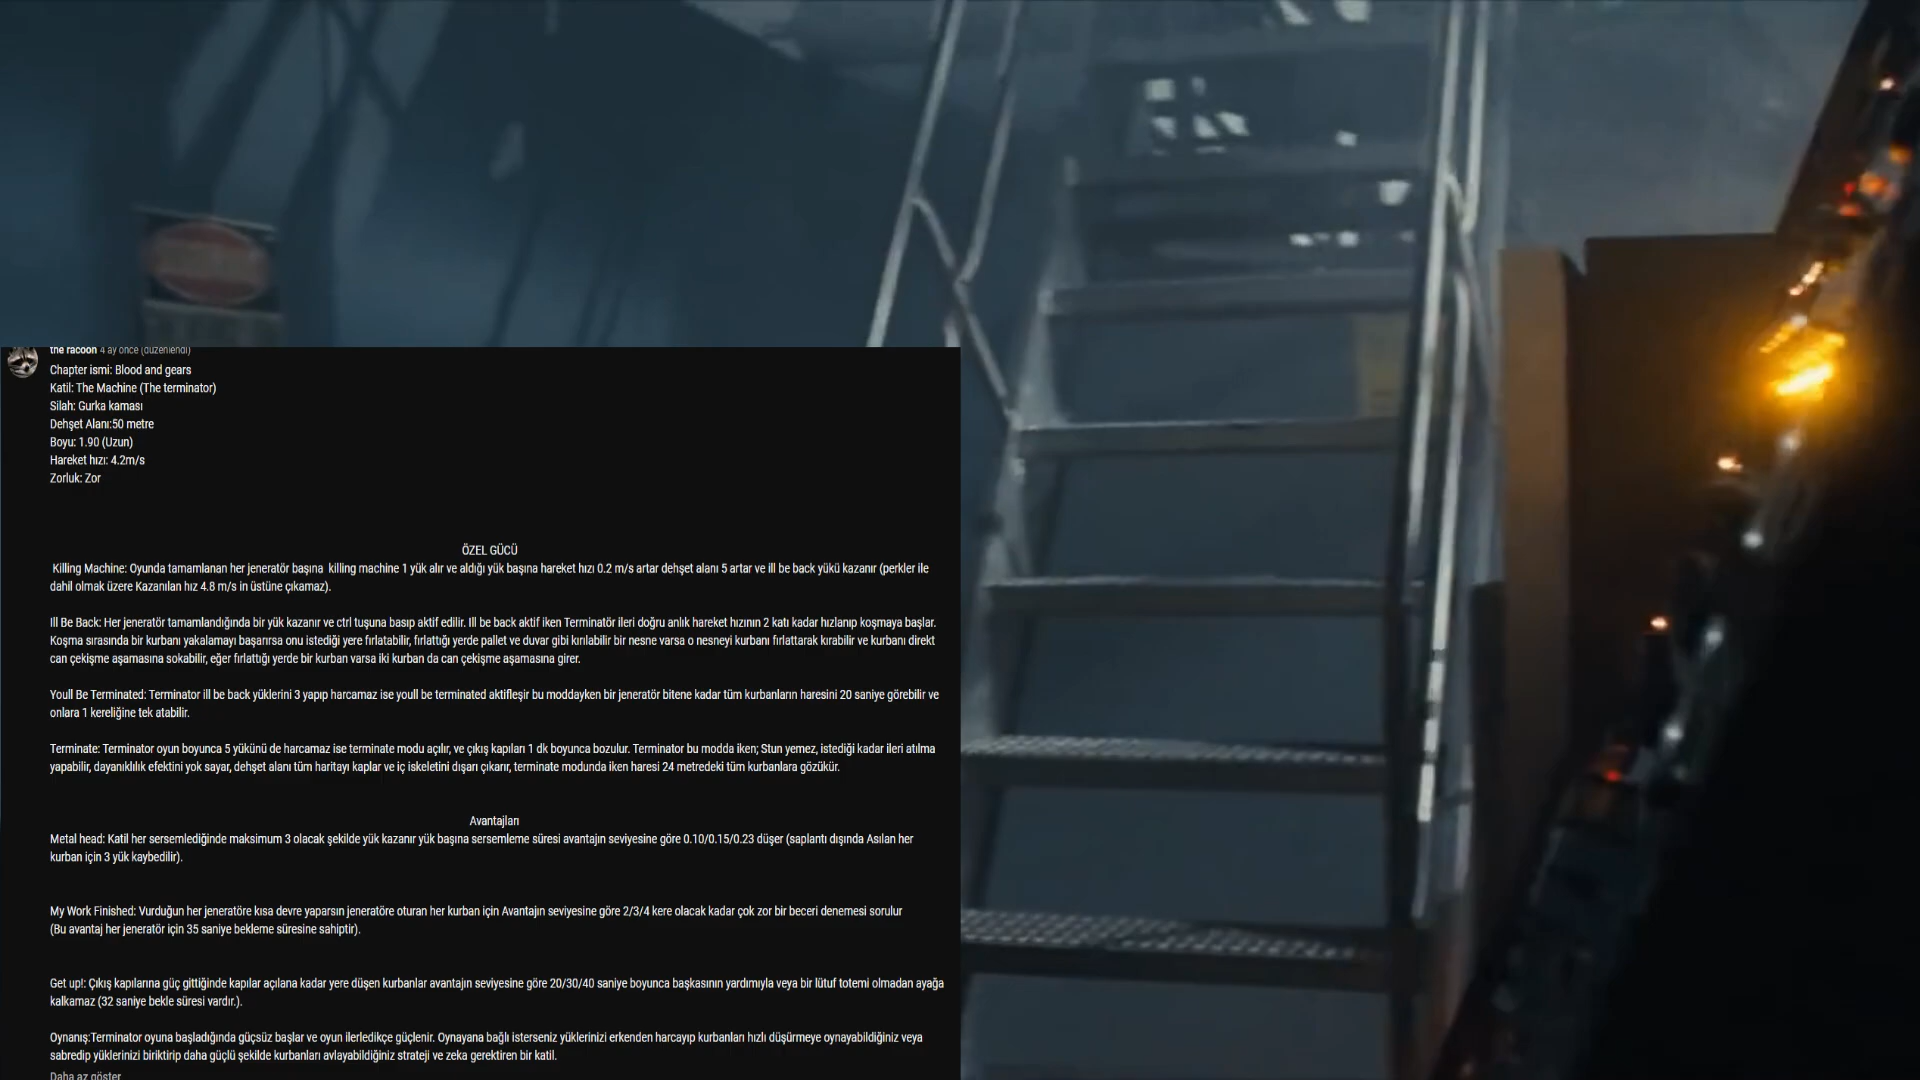 the racoon 4 ay önce (düzenlendi)
Chapter ismi: Blood and gears
Katil: The Machine (The terminator)
Silah: Gurka kaması
Dehşet Alanı:50 metre
Boyu: 1.90 (Uzun)
Hareket hızı: 4.2m/s
Zorluk: Zor
ÖZEL GÜCÜ
Killing Machine: Oyunda tamamlanan her jeneratör başına killing machine 1 yük alır ve aldığı yük başına hareket hızı 0.2 m/s artar dehşet alanı 5 artar ve ill be back yükü kazanır (perkler ile
dahil olmak üzere Kazanılan hız 4.8 m/s in üstüne çıkamaz).
Ill Be Back: Her jeneratör tamamlandığında bir yük kazanır ve ctrl tuşuna basıp aktif edilir. Ill be back aktif iken Terminatör ileri doğru anlık hareket hızının 2 katı kadar hızlanıp koşmaya başlar.
Koşma sırasında bir kurbanı yakalamayı başarırsa onu istediği yere fırlatabilir, fırlattığı yerde pallet ve duvar gibi kırılabilir bir nesne varsa o nesneyi kurbanı fırlattarak kırabilir ve kurbanı direkt
can çekişme aşamasına sokabilir, eğer fırlattığı yerde bir kurban varsa iki kurban da can çekişme aşamasına girer.
Youll Be Terminated: Terminator ill be back yüklerini 3 yapıp harcamaz ise youll be terminated aktifleşir bu moddayken bir jeneratör bitene kadar tüm kurbanların haresini 20 saniye görebilir ve
onlara 1 kereliğine tek atabilir.
Terminate: Terminator oyun boyunca 5 yükünü de harcamaz ise terminate modu açılır, ve çıkış kapıları 1 dk boyunca bozulur. Terminator bu modda iken; Stun yemez, istediği kadar ileri atılma
yapabilir, dayanıklılık efektini yok sayar, dehşet alanı tüm haritayı kaplar ve iç iskeletini dışarı çıkarır, terminate modunda iken haresi 24 metredeki tüm kurbanlara gözükür.
Avantajları
Metal head: Katil her sersemlediğinde maksimum 3 olacak şekilde yük kazanır yük başına sersemleme süresi avantajın seviyesine göre 0.10/0.15/0.23 düşer (saplantı dışında Asılan her
kurban için 3 yük kaybedilir).
My Work Finished: Vurduğun her jeneratöre kısa devre yaparsın jeneratöre oturan her kurban için Avantajın seviyesine göre 2/3/4 kere olacak kadar çok zor bir beceri denemesi sorulur
(Bu avantaj her jeneratör için 35 saniye bekleme süresine sahiptir).
Get up!: Çıkış kapılarına güç gittiğinde kapılar açılana kadar yere düşen kurbanlar avantajın seviyesine göre 20/30/40 saniye boyunca başkasının yardımıyla veya bir lütuf totemi olmadan ayağa
kalkamaz (32 saniye bekle süresi vardır.).
Oynanış:Terminator oyuna başladığında güçsüz başlar ve oyun ilerledikçe güçlenir. Oynayana bağlı isterseniz yüklerinizi erkenden harcayıp kurbanları hızlı düşürmeye oynayabildiğiniz veya
sabredip yüklerinizi biriktirip daha güçlü şekilde kurbanları avlayabildiğiniz strateji ve zeka gerektiren bir katil.
Daha az göster